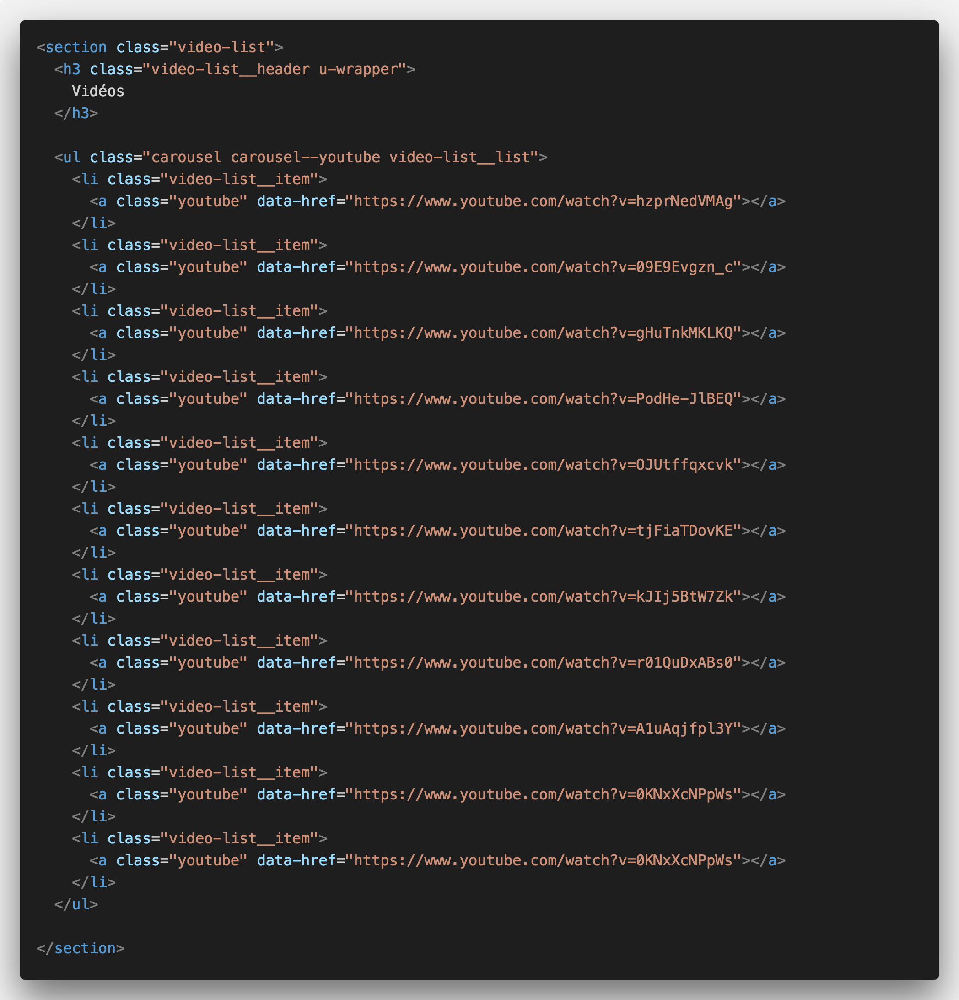 <section class="video-list">
  <h3 class="video-list__header u-wrapper">
    Vidéos
  </h3>

  <ul class="carousel carousel--youtube video-list__list">
    <li class="video-list__item">
      <a class="youtube" data-href="https://www.youtube.com/watch?v=hzprNedVMAg"></a>
    </li>
    <li class="video-list__item">
      <a class="youtube" data-href="https://www.youtube.com/watch?v=09E9Evgzn_c"></a>
    </li>
    <li class="video-list__item">
      <a class="youtube" data-href="https://www.youtube.com/watch?v=gHuTnkMKLKQ"></a>
    </li>
    <li class="video-list__item">
      <a class="youtube" data-href="https://www.youtube.com/watch?v=PodHe-JlBEQ"></a>
    </li>
    <li class="video-list__item">
      <a class="youtube" data-href="https://www.youtube.com/watch?v=OJUtffqxcvk"></a>
    </li>
    <li class="video-list__item">
      <a class="youtube" data-href="https://www.youtube.com/watch?v=tjFiaTDovKE"></a>
    </li>
    <li class="video-list__item">
      <a class="youtube" data-href="https://www.youtube.com/watch?v=kJIj5BtW7Zk"></a>
    </li>
    <li class="video-list__item">
      <a class="youtube" data-href="https://www.youtube.com/watch?v=r01QuDxABs0"></a>
    </li>
    <li class="video-list__item">
      <a class="youtube" data-href="https://www.youtube.com/watch?v=A1uAqjfpl3Y"></a>
    </li>
    <li class="video-list__item">
      <a class="youtube" data-href="https://www.youtube.com/watch?v=0KNxXcNPpWs"></a>
    </li>
    <li class="video-list__item">
      <a class="youtube" data-href="https://www.youtube.com/watch?v=0KNxXcNPpWs"></a>
    </li>
  </ul>

</section>